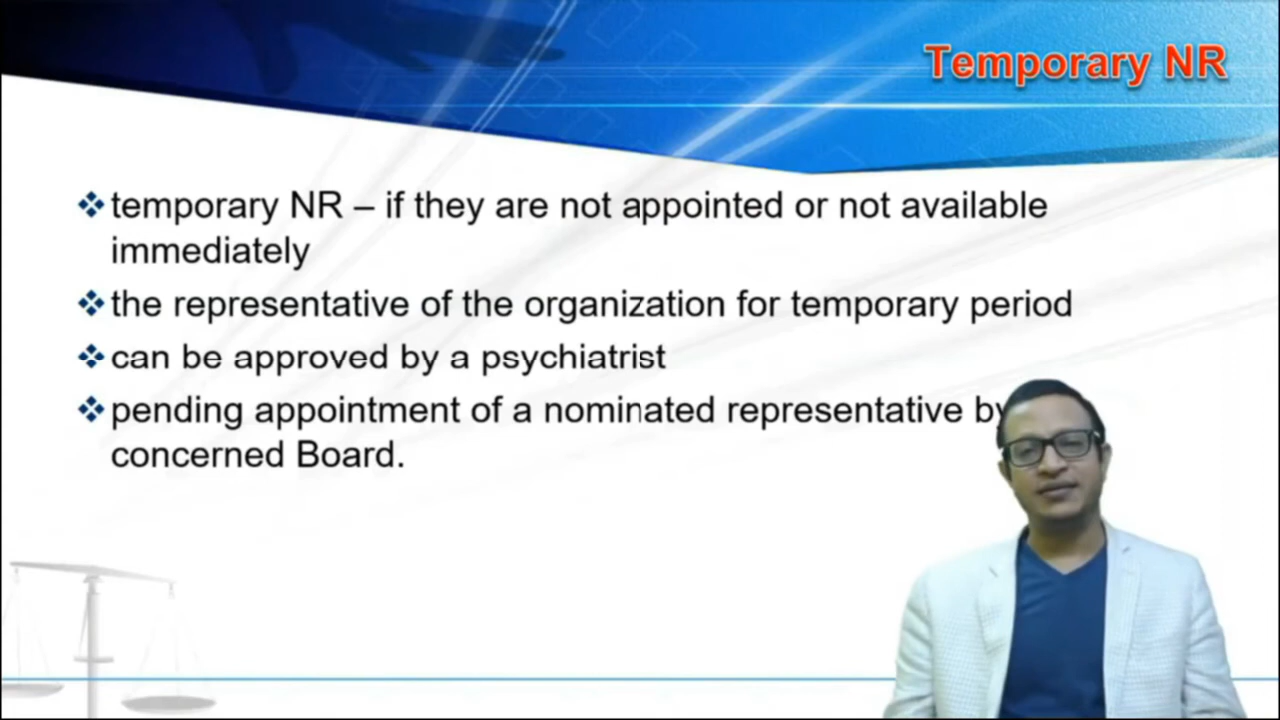 Temporary NR
temporary NR – if they are not appointed or not available
immediately
the representative of the organization for temporary period
can be approved by a psychiatrist
pending appointment of a nominated representative by
concerned Board.